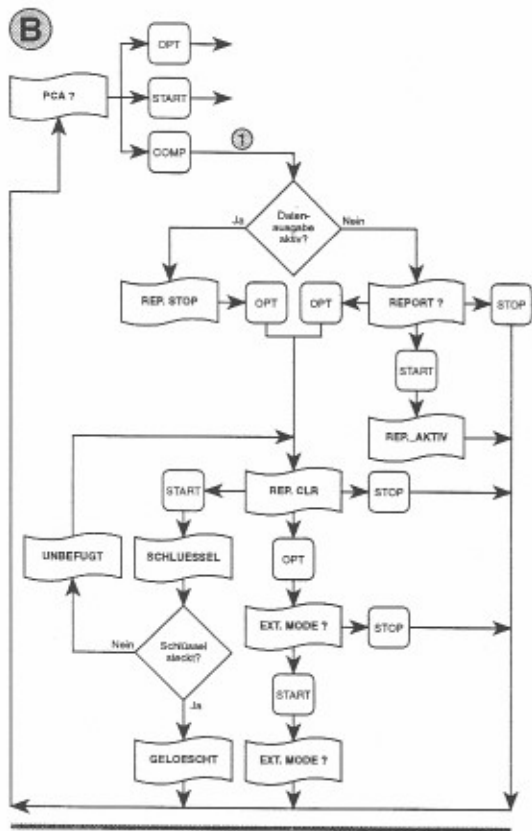 B
OPT
PCA ?
START
COMP
1
Daten-
ausgabe
aktiv?
Ja
Nein
REP. STOP
OPT
OPT
REPORT ?
STOP
START
REP._AKTIV
START
REP. CLR
STOP
UNBEFUGT
SCHLUESSEL
OPT
Nein
Schlüssel
steckt?
EXT. MODE ?
STOP
START
Ja
GELOESCHT
EXT. MODE ?